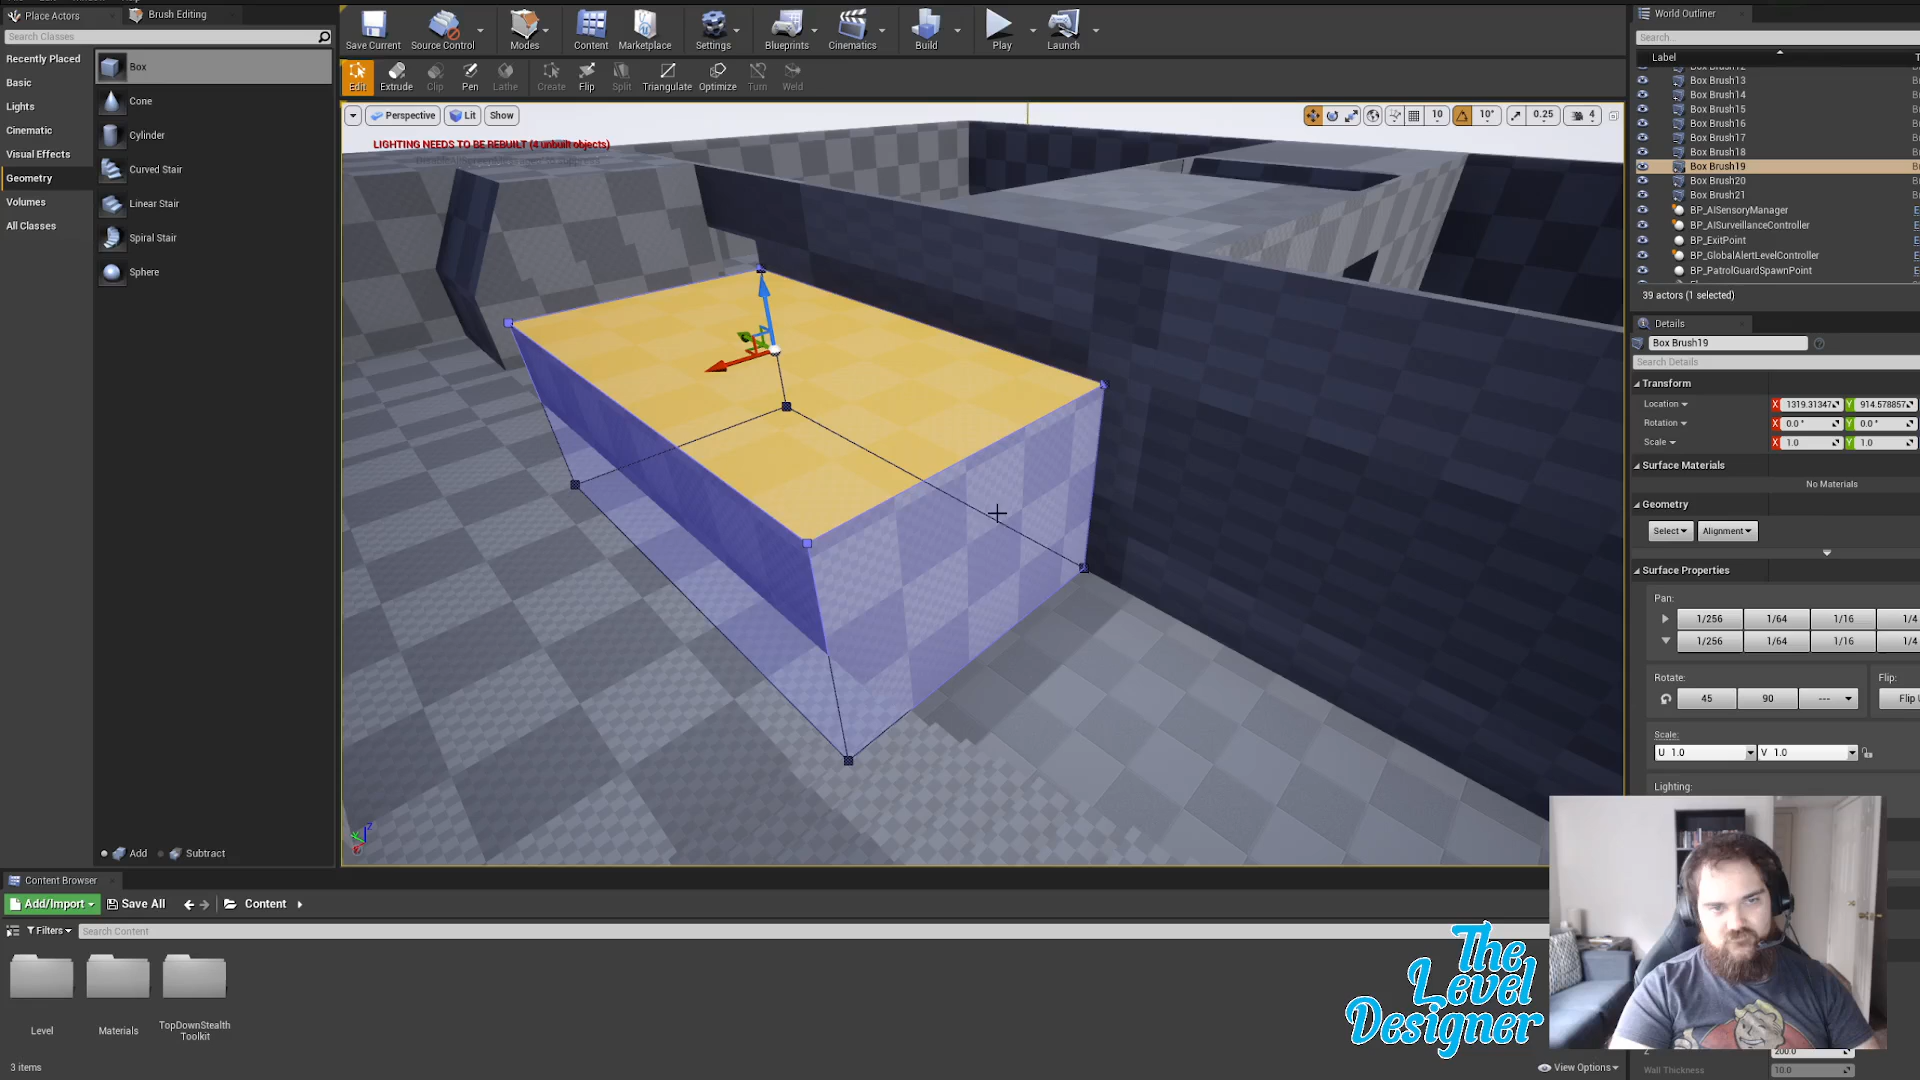 Place Actors
Brush Editing
Search Classes
Recently Placed
Basic
Lights
Cinematic
Visual Effects
Geometry
Volumes
All Classes
Box
Cone
Cylinder
Curved Stair
Linear Stair
Spiral Stair
Sphere
Add
Subtract
Save Current
Source Control
Modes
Content
Marketplace
Settings
Blueprints
Cinematics
Build
Play
Launch
Edit
Extrude
Clip
Pen
Lathe
Create
Flip
Split
Triangulate
Optimize
Turn
Weld
Perspective
Lit
Show
10
10°
0.25
4
LIGHTING NEEDS TO BE REBUILT (4 unbuilt objects)
World Outliner
Search...
Label
Box Brush12
Box Brush13
Box Brush14
Box Brush15
Box Brush16
Box Brush17
Box Brush18
Box Brush19
Box Brush20
Box Brush21
BP_AISensoryManager
BP_AISurveillanceController
BP_ExitPoint
BP_GlobalAlertLevelController
BP_PatrolGuardSpawnPoint
39 actors (1 selected)
Details
Box Brush19
Search Details
Transform
Location X 1319.31347 Y 914.578857
Rotation X 0.0 ° Y 0.0 °
Scale X 1.0 Y 1.0
Surface Materials
No Materials
Geometry
Select
Alignment
Surface Properties
Pan:
1/256 1/64 1/16 1/4
1/256 1/64 1/16 1/4
Rotate:
Flip:
45 90 --- Flip U
Scale:
U 1.0 V 1.0
Lighting:
Z 200.0
Wall Thickness 10.0
Content Browser
Add/Import
Save All
Content
Filters
Search Content
Level
Materials
TopDownStealth
Toolkit
3 items
View Options
The
Level
Designer